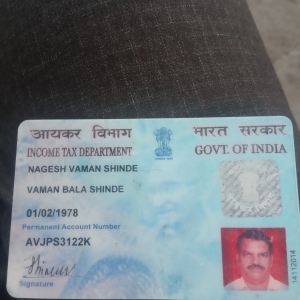 आयकर विभाग
भारत सरकार
INCOME TAX DEPARTMENT
GOVT. OF INDIA
NAGESH VAMAN SHINDE
VAMAN BALA SHINDE
01/02/1978
Permanent Account Number
AVJPS3122K
Signature
14112014